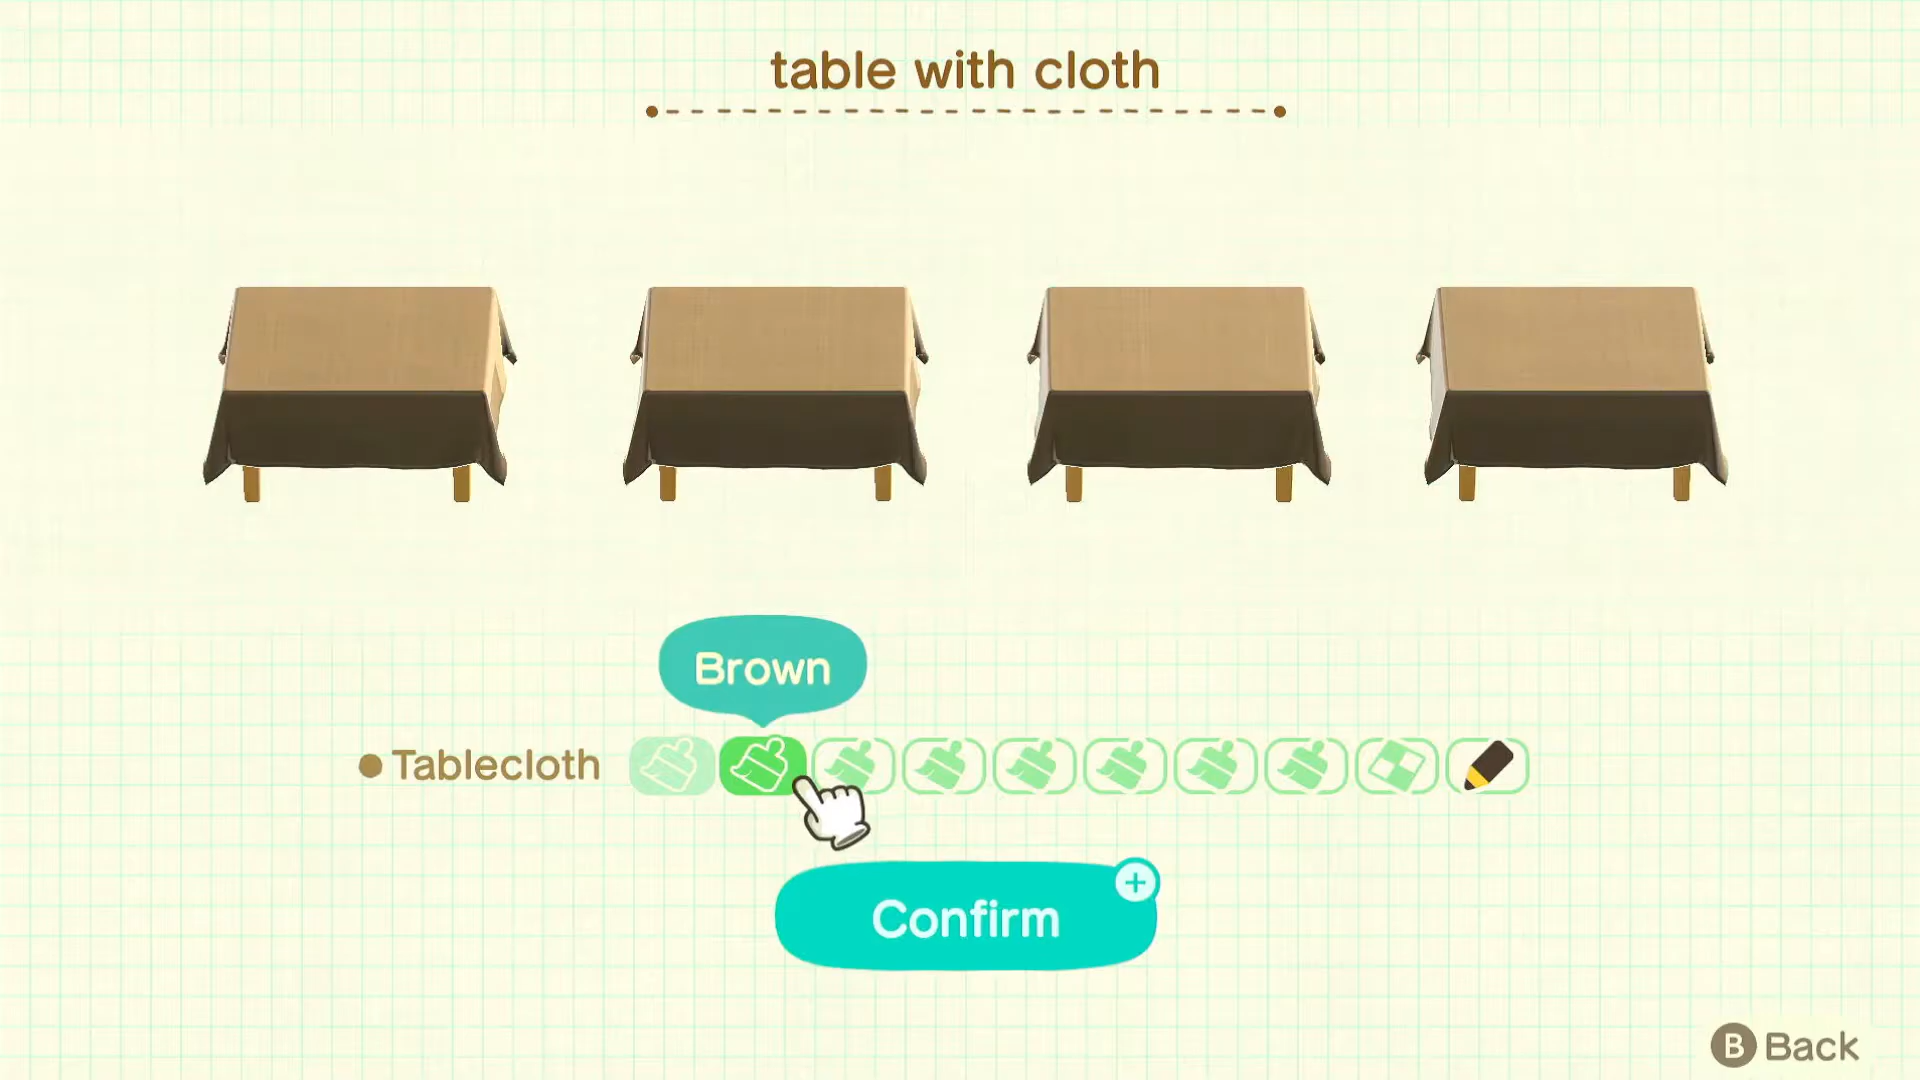 table with cloth
Brown
Tablecloth
Confirm
B Back